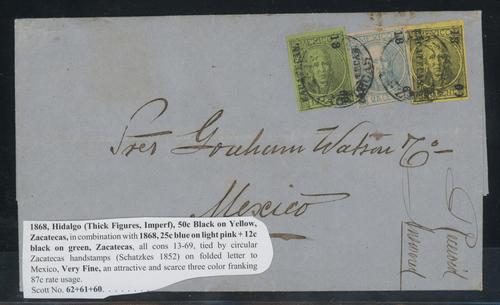 MEXICO
MEXICO
MEXICO
Sres Graham Watson & Co
Mexico
1868, Hidalgo (Thick Figures, Imperf), 50c Black on Yellow,
Zacatecas, in combination with 1868, 25c blue on light pink + 12c
black on green, Zacatecas, all cons 13-69, tied by circular
Zacatecas handstamps (Schatzkes 1852) on folded letter to
Mexico, Very Fine, an attractive and scarce three color franking
87c rate usage.
Scott No. 62+61+60.